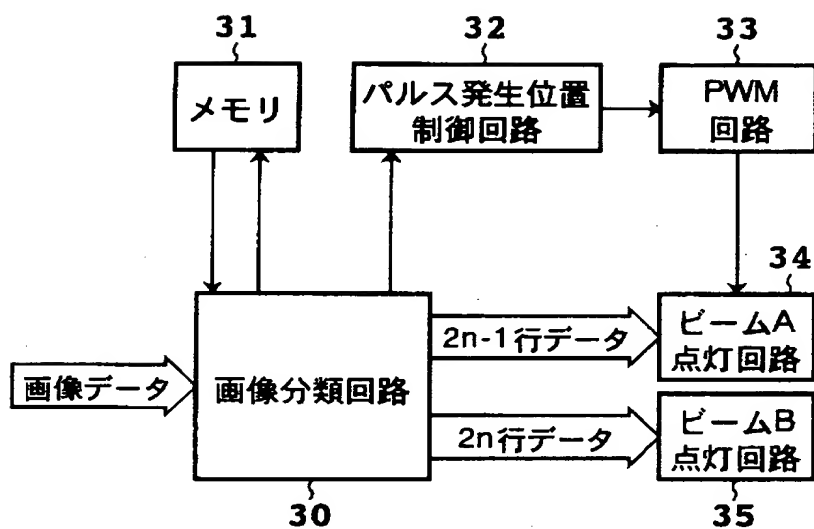 31
32
33
メモリ
パルス発生位置
制御回路
PWM
回路
34
画像データ
画像分類回路
2n-1行データ
2n行データ
ビームA
点灯回路
ビームB
点灯回路
30
35